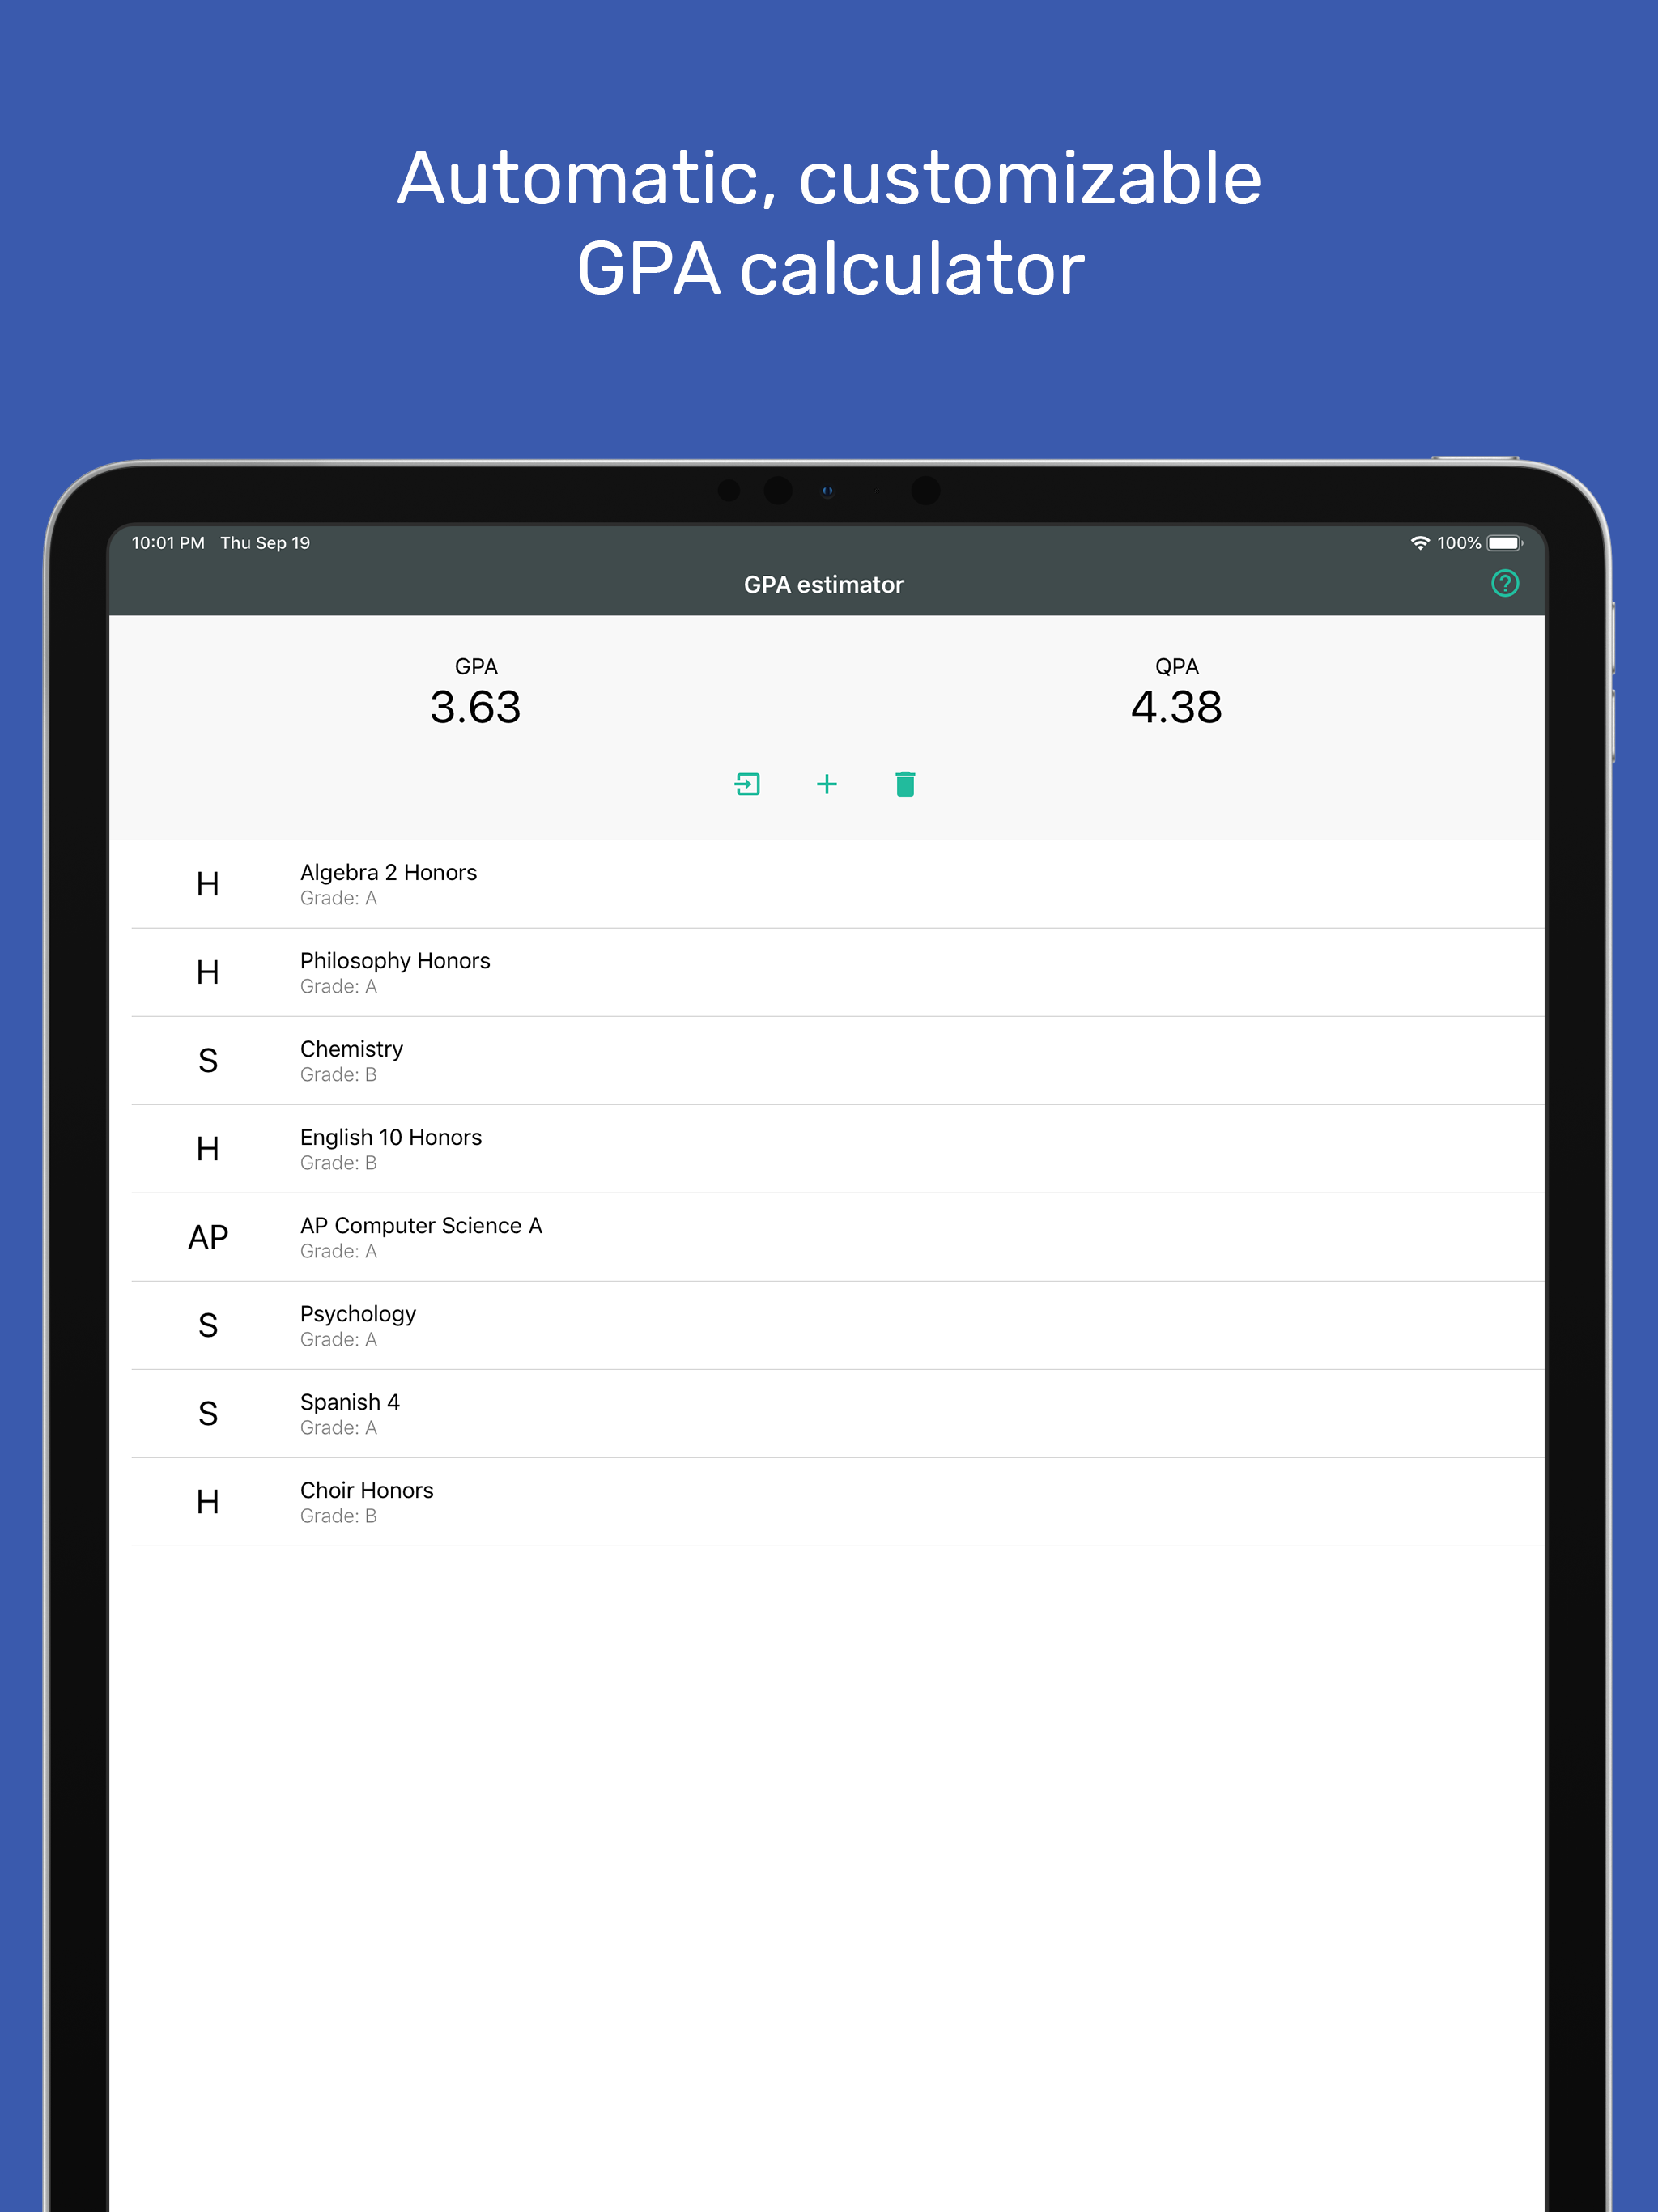 Automatic, customizable
GPA calculator
10:01 PM Thu Sep 19
100%
GPA estimator
GPA
3.63
QPA
4.38
H
Algebra 2 Honors
Grade: A
H
Philosophy Honors
Grade: A
S
Chemistry
Grade: B
H
English 10 Honors
Grade: B
AP
AP Computer Science A
Grade: A
S
Psychology
Grade: A
S
Spanish 4
Grade: A
H
Choir Honors
Grade: B